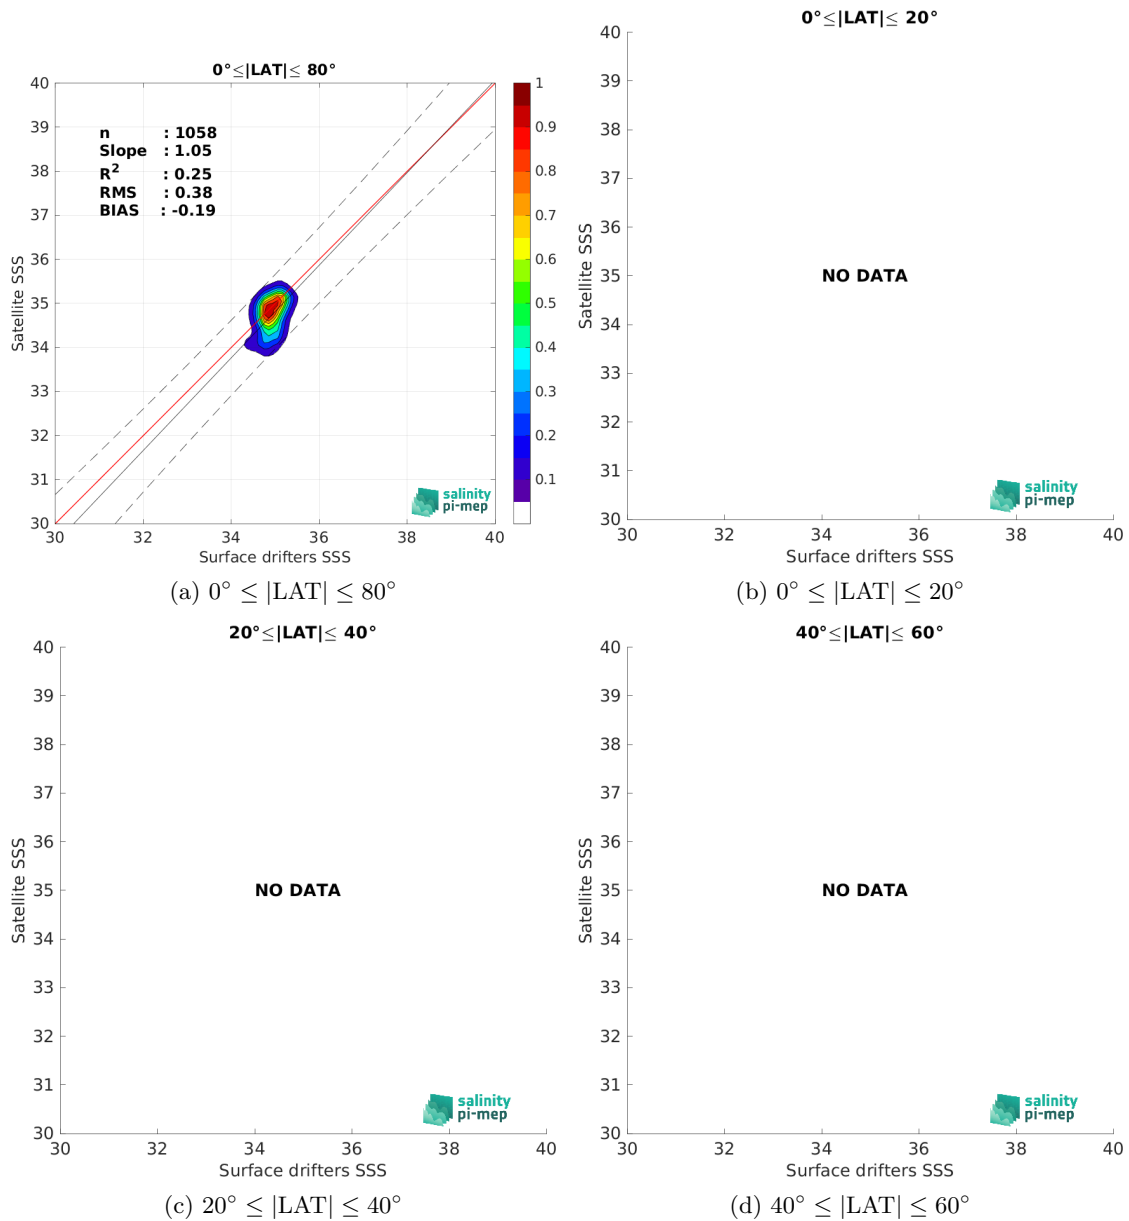 0°≤|LAT|≤ 80°
40
39
38
37
36
35
34
33
32
31
30
Satellite SSS
n : 1058
Slope : 1.05
R² : 0.25
RMS : 0.38
BIAS : -0.19
1
0.9
0.8
0.7
0.6
0.5
0.4
0.3
0.2
0.1
salinity
pi-mep
30 32 34 36 38 40
Surface drifters SSS
(a) 0° ≤ |LAT| ≤ 80°
0°≤|LAT|≤ 20°
40
39
38
37
36
35
34
33
32
31
30
Satellite SSS
NO DATA
salinity
pi-mep
30 32 34 36 38 40
Surface drifters SSS
(b) 0° ≤ |LAT| ≤ 20°
20°≤|LAT|≤ 40°
40
39
38
37
36
35
34
33
32
31
30
Satellite SSS
NO DATA
salinity
pi-mep
30 32 34 36 38 40
Surface drifters SSS
(c) 20° ≤ |LAT| ≤ 40°
40°≤|LAT|≤ 60°
40
39
38
37
36
35
34
33
32
31
30
Satellite SSS
NO DATA
salinity
pi-mep
30 32 34 36 38 40
Surface drifters SSS
(d) 40° ≤ |LAT| ≤ 60°